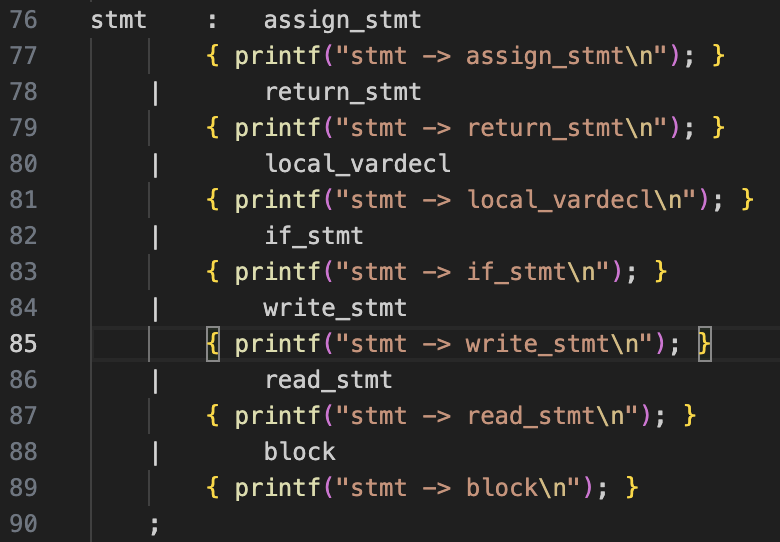 76 stmt : assign_stmt
77 { printf("stmt -> assign_stmt\n"); }
78 | return_stmt
79 { printf("stmt -> return_stmt\n"); }
80 | local_vardecl
81 { printf("stmt -> local_vardecl\n"); }
82 | if_stmt
83 { printf("stmt -> if_stmt\n"); }
84 | write_stmt
85 { printf("stmt -> write_stmt\n"); }
86 | read_stmt
87 { printf("stmt -> read_stmt\n"); }
88 | block
89 { printf("stmt -> block\n"); }
90 ;